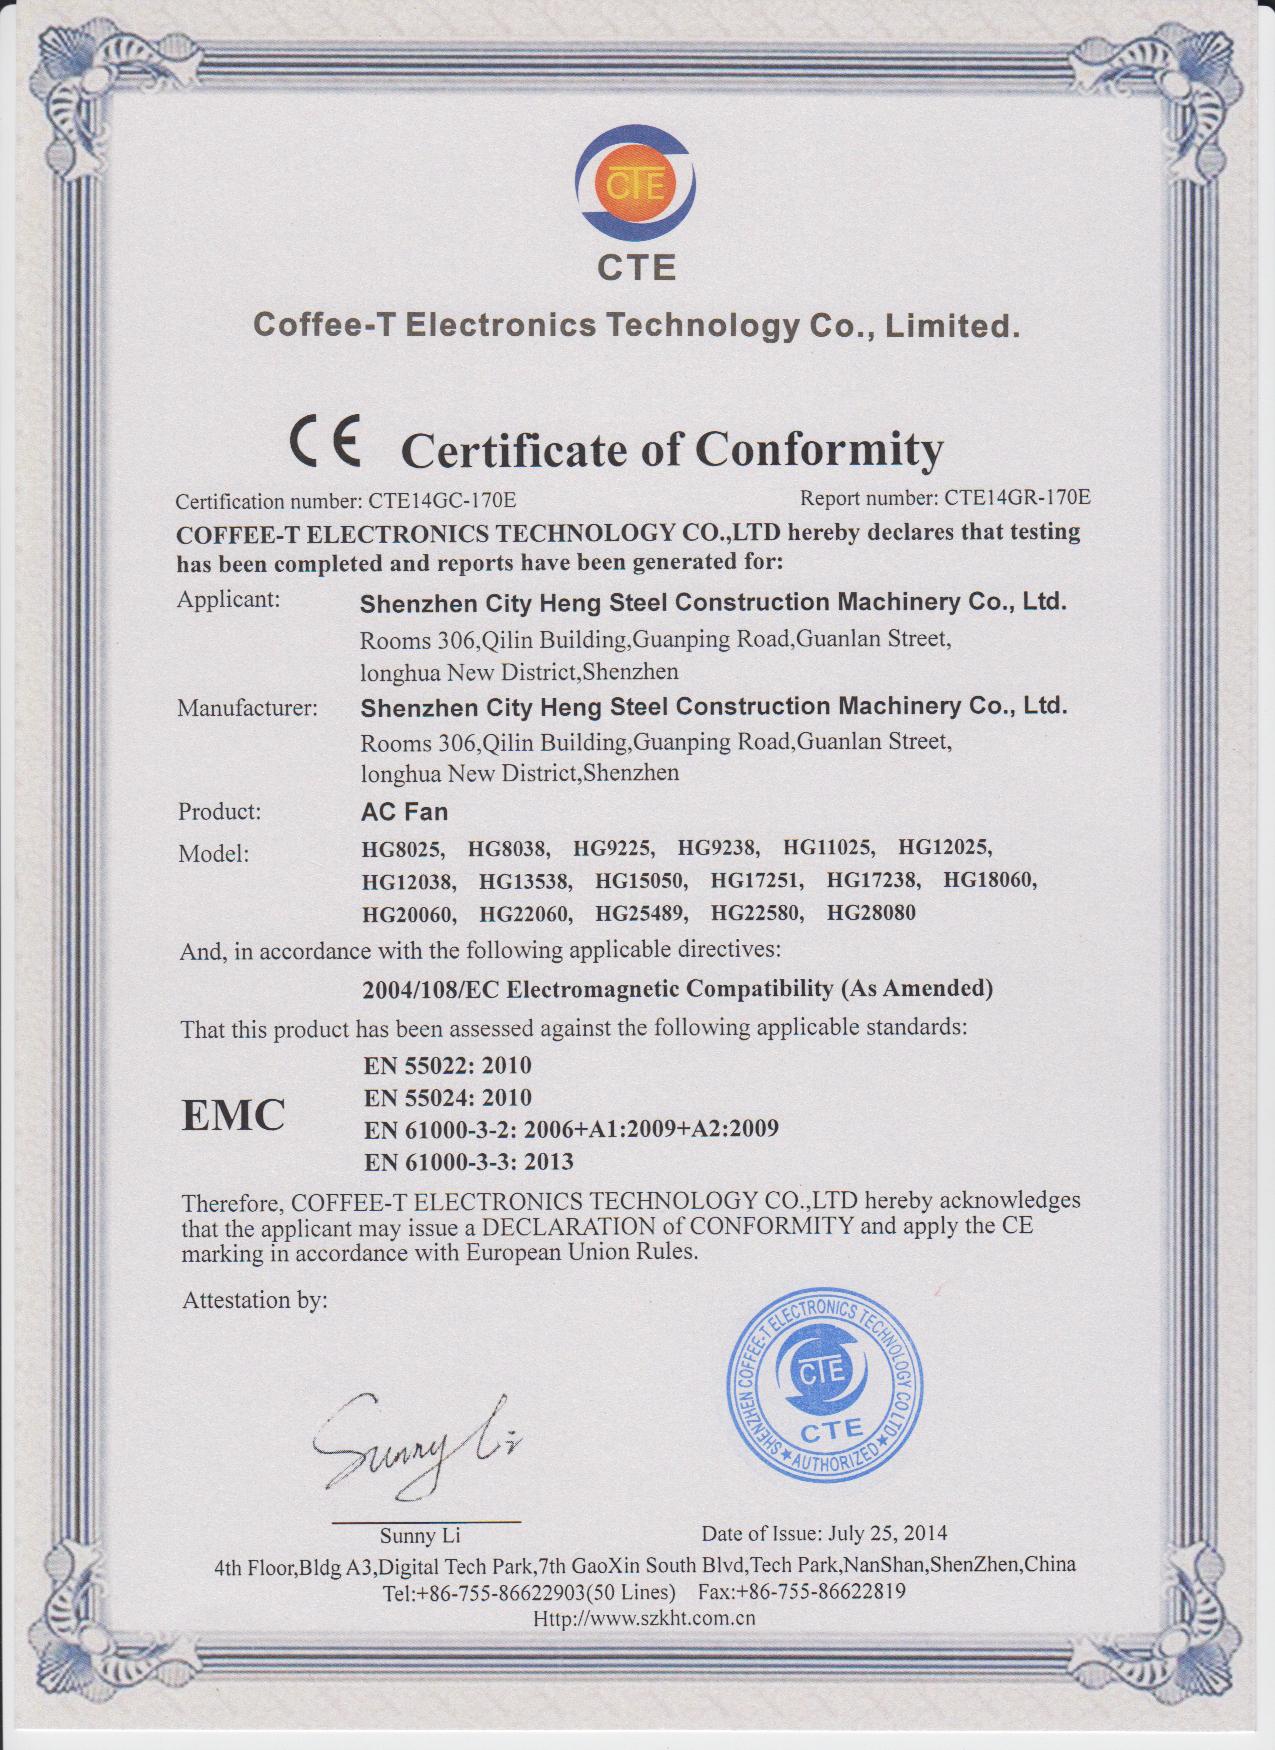 CTE
CTE
Coffee-T Electronics Technology Co., Limited.
CE Certificate of Conformity
Certification number: CTE14GC-170E Report number: CTE14GR-170E
COFFEE-T ELECTRONICS TECHNOLOGY CO.,LTD hereby declares that testing
has been completed and reports have been generated for:
Applicant: Shenzhen City Heng Steel Construction Machinery Co., Ltd.
Rooms 306,Qilin Building,Guanping Road,Guanlan Street,
longhua New District,Shenzhen
Manufacturer: Shenzhen City Heng Steel Construction Machinery Co., Ltd.
Rooms 306,Qilin Building,Guanping Road,Guanlan Street,
longhua New District,Shenzhen
Product: AC Fan
Model: HG8025, HG8038, HG9225, HG9238, HG11025, HG12025,
HG12038, HG13538, HG15050, HG17251, HG17238, HG18060,
HG20060, HG22060, HG25489, HG22580, HG28080
And, in accordance with the following applicable directives:
2004/108/EC Electromagnetic Compatibility (As Amended)
That this product has been assessed against the following applicable standards:
EN 55022: 2010
EN 55024: 2010
EMC
EN 61000-3-2: 2006+A1:2009+A2:2009
EN 61000-3-3: 2013
Therefore, COFFEE-T ELECTRONICS TECHNOLOGY CO.,LTD hereby acknowledges
that the applicant may issue a DECLARATION of CONFORMITY and apply the CE
marking in accordance with European Union Rules.
Attestation by:
SHENZHEN COFFEE-T ELECTRONICS TECHNOLOGY CO LTD
CTE
CTE
★AUTHORIZED★
Sunny Li
Sunny Li Date of Issue: July 25, 2014
4th Floor,Bldg A3,Digital Tech Park,7th GaoXin South Blvd,Tech Park,NanShan,ShenZhen,China
Tel:+86-755-86622903(50 Lines) Fax:+86-755-86622819
Http://www.szkht.com.cn